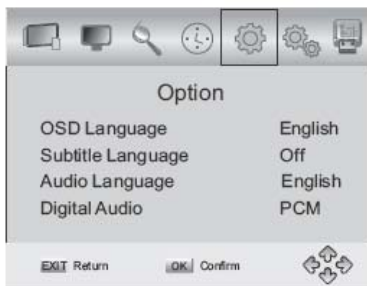 Option
OSD Language English
Subtitle Language Off
Audio Language English
Digital Audio PCM
EXIT Return OK Confirm